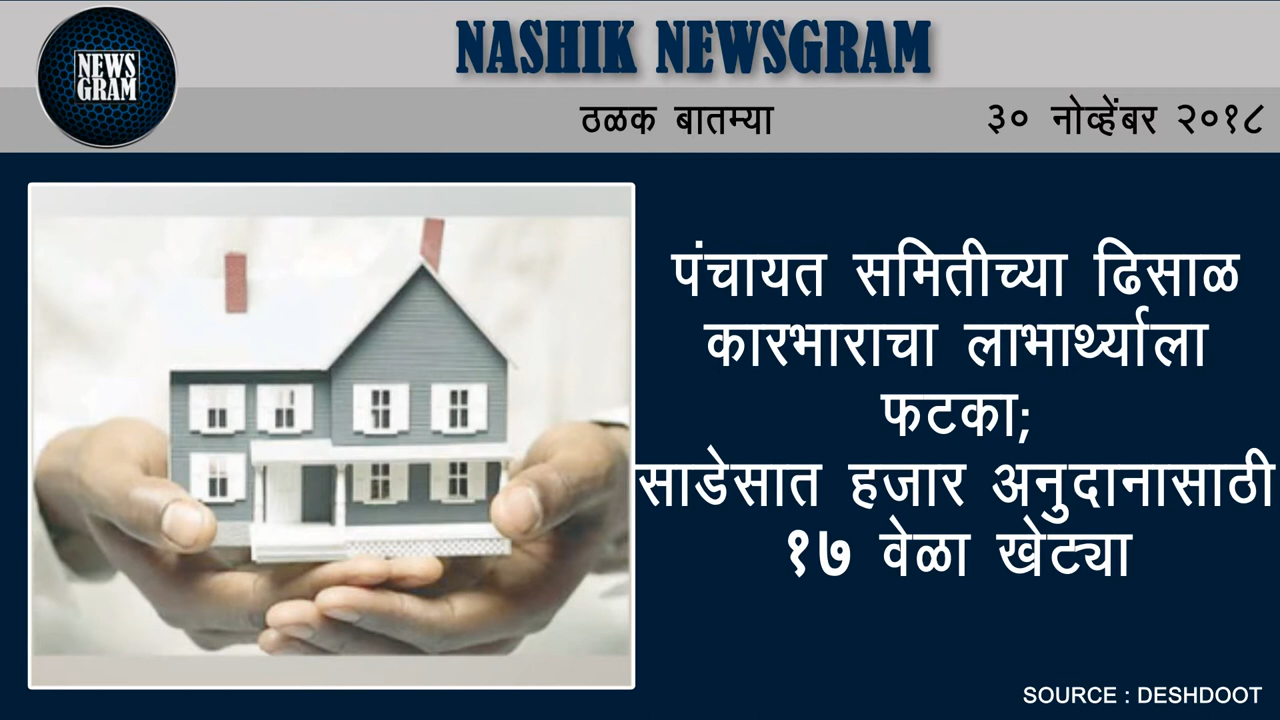 NEWS
GRAM
NASHIK NEWSGRAM
ठळक बातम्या
३० नोव्हेंबर २०१८
पंचायत समितीच्या ढिसाळ
कारभाराचा लाभार्थ्याला
फटका;
साडेसात हजार अनुदानासाठी
१७ वेळा खेट्या
SOURCE : DESHDOOT